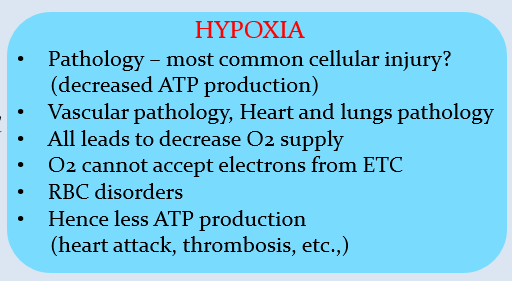 HYPOXIA
• Pathology – most common cellular injury?
(decreased ATP production)
• Vascular pathology, Heart and lungs pathology
• All leads to decrease O2 supply
• O2 cannot accept electrons from ETC
• RBC disorders
• Hence less ATP production
(heart attack, thrombosis, etc.,)